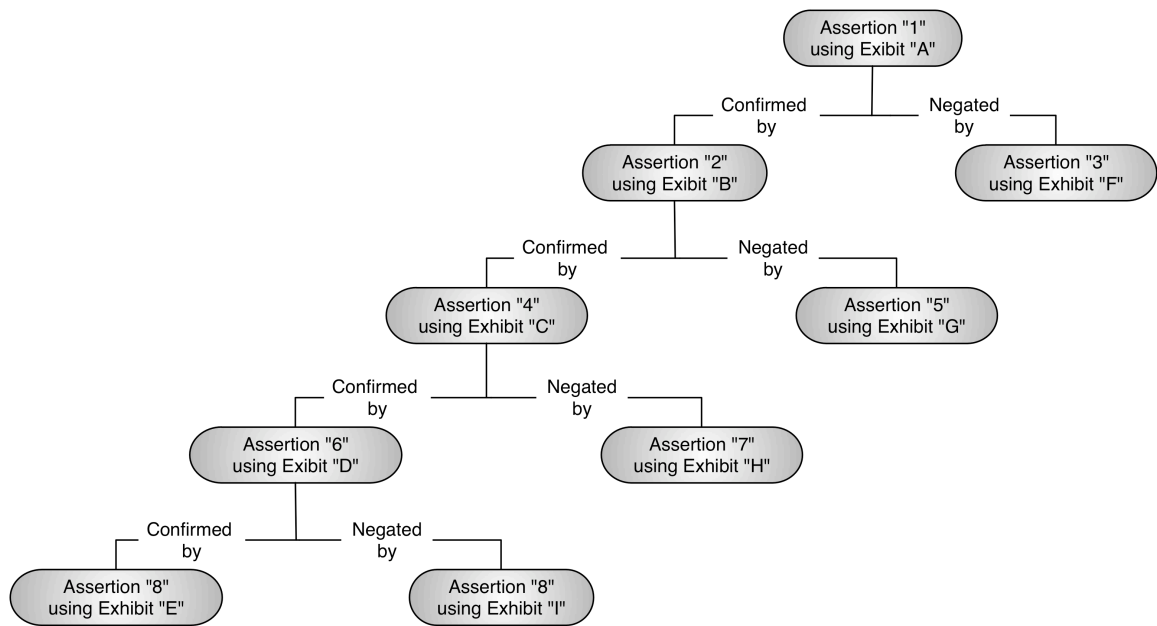 Assertion "1"
using Exibit "A"
Confirmed
by
Negated
by
Assertion "2"
using Exibit "B"
Assertion "3"
using Exhibit "F"
Confirmed
by
Negated
by
Assertion "4"
using Exhibit "C"
Assertion "5"
using Exhibit "G"
Confirmed
by
Negated
by
Assertion "6"
using Exibit "D"
Assertion "7"
using Exhibit "H"
Confirmed
by
Negated
by
Assertion "8"
using Exhibit "E"
Assertion "8"
using Exhibit "I"